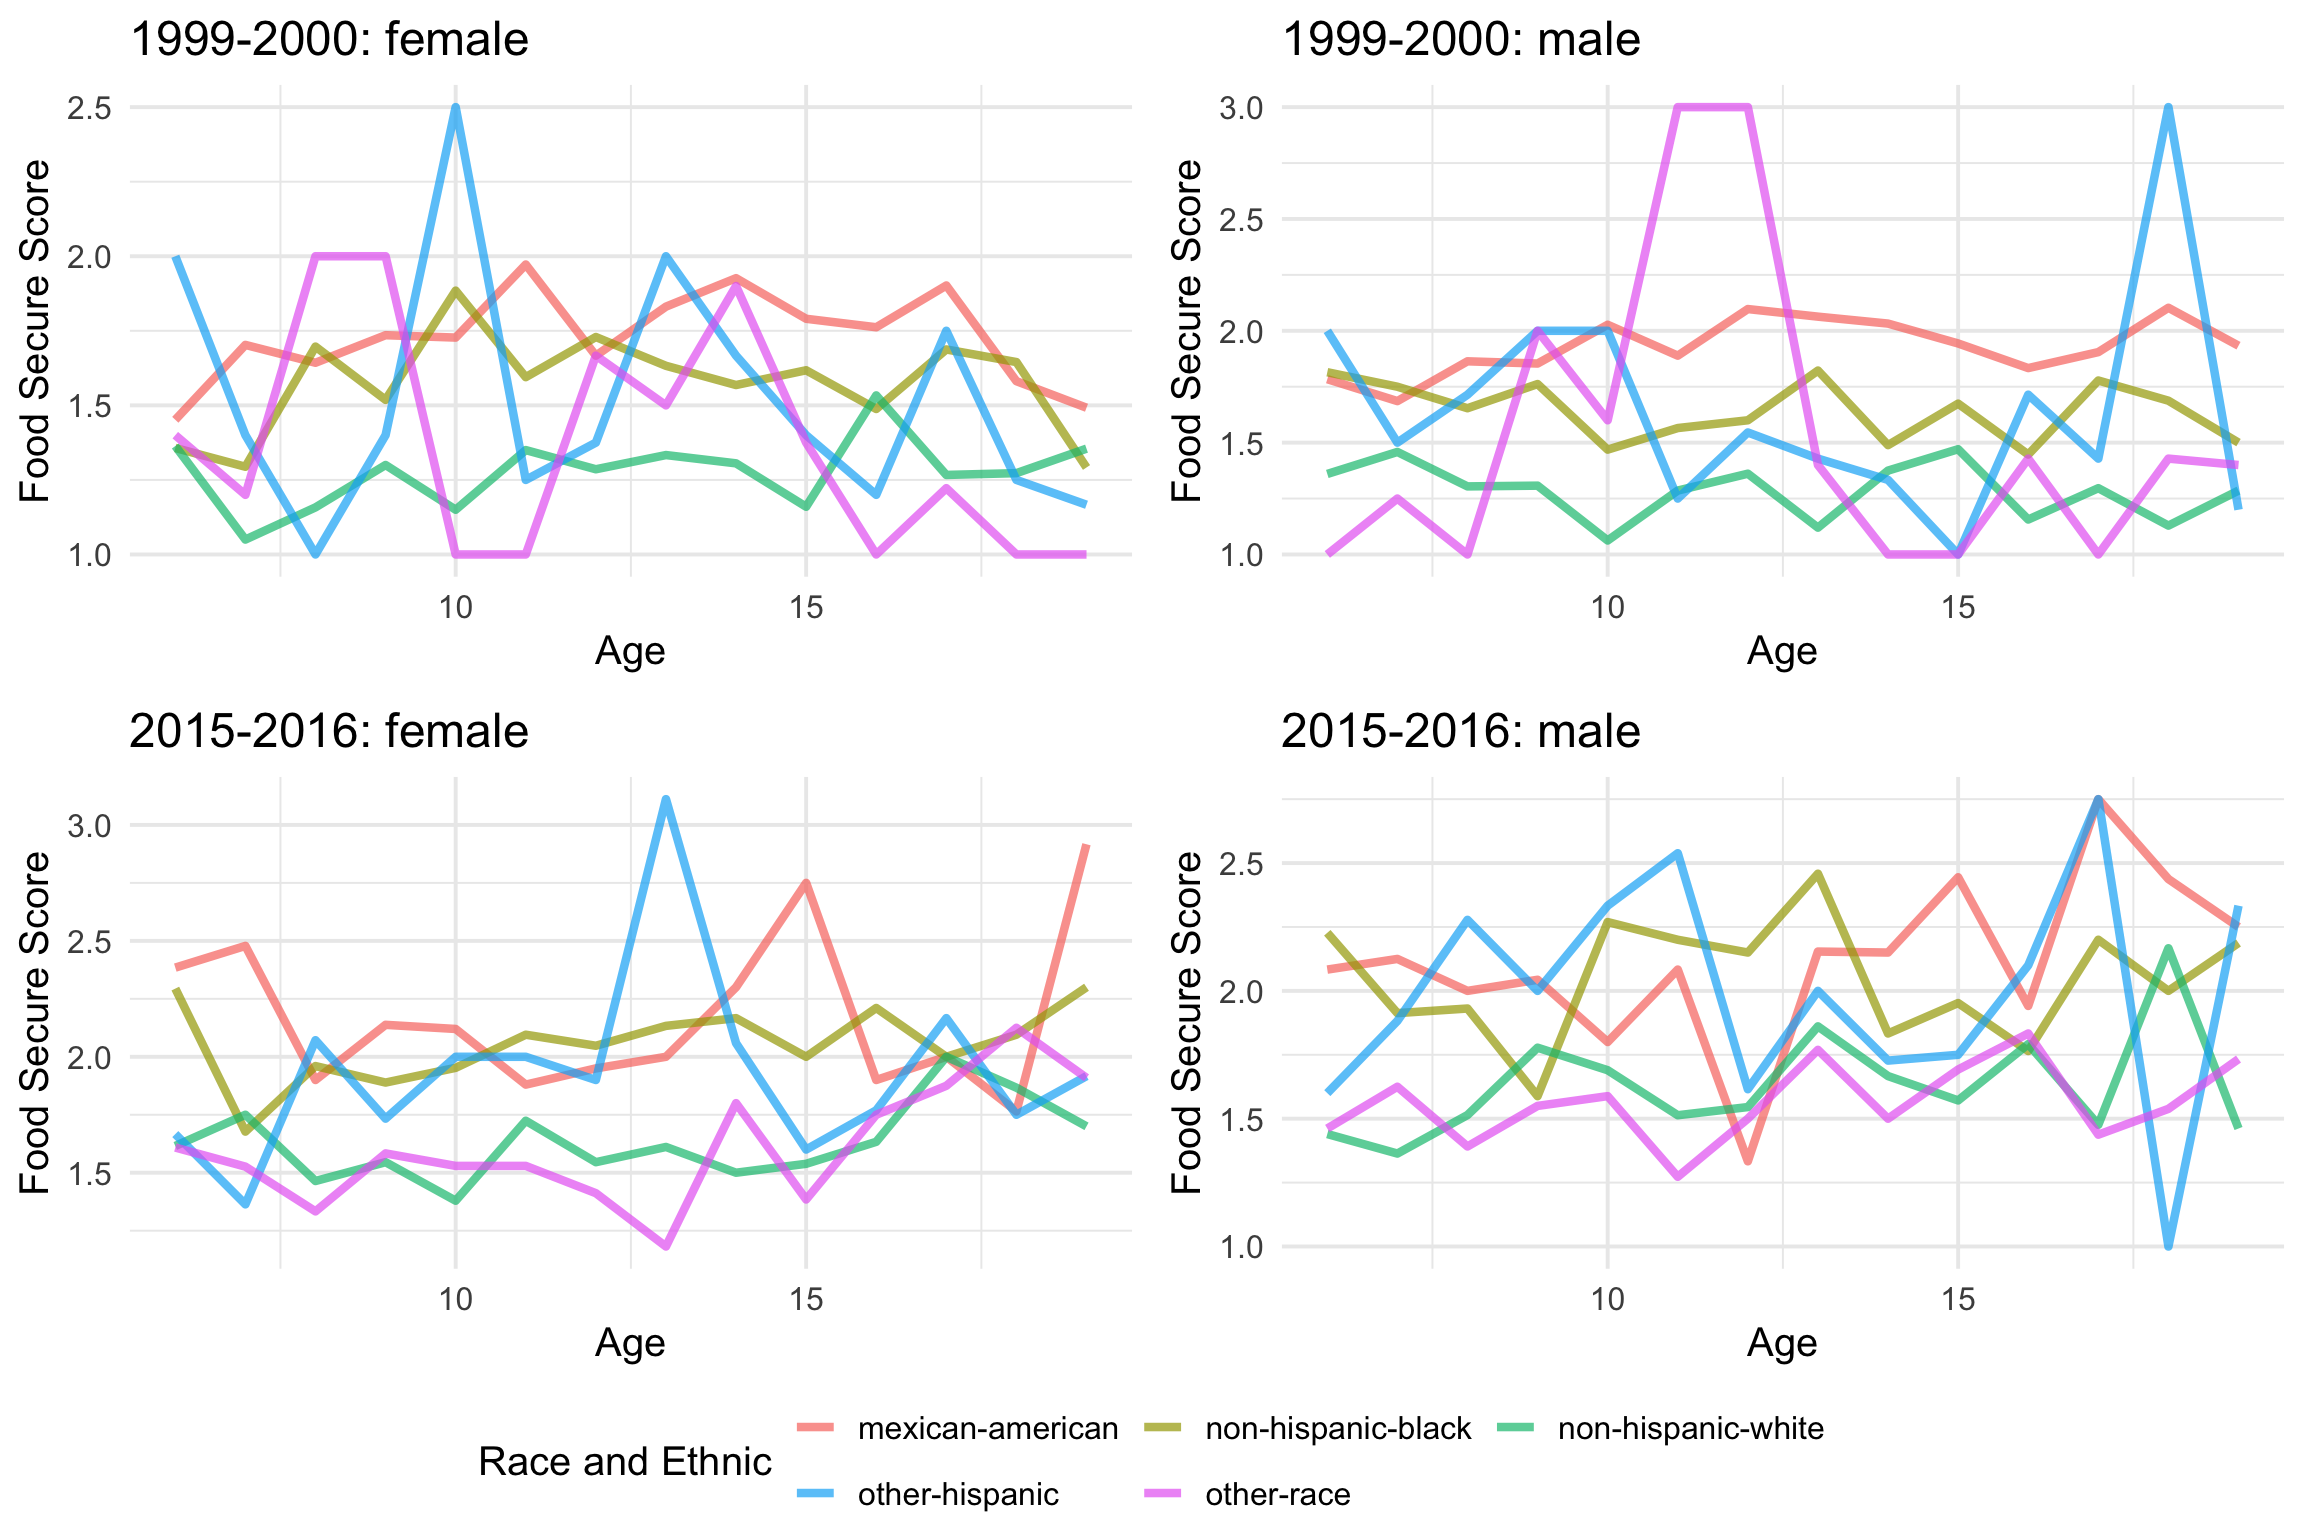 1999-2000: female
2.5
2.0
1.5
1.0
Food Secure Score
10
15
Age
1999-2000: male
3.0
2.5
2.0
1.5
1.0
Food Secure Score
10
15
Age
2015-2016: female
3.0
2.5
2.0
1.5
Food Secure Score
10
15
Age
2015-2016: male
2.5
2.0
1.5
1.0
Food Secure Score
10
15
Age
Race and Ethnic
mexican-american
non-hispanic-black
non-hispanic-white
other-hispanic
other-race